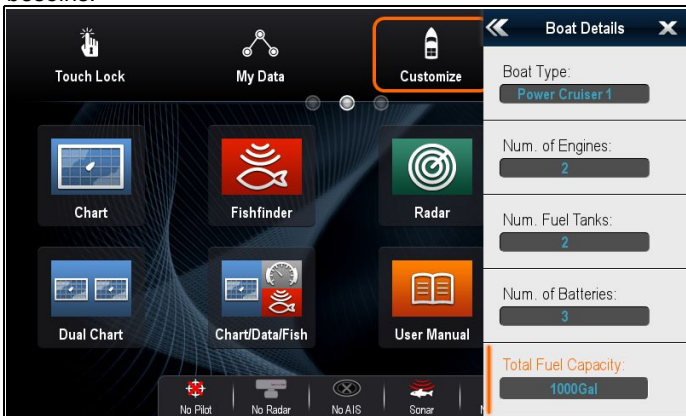 Touch Lock
My Data
Customize
Chart
Fishfinder
Radar
Dual Chart
Chart/Data/Fish
User Manual
No Pilot
No Radar
No AIS
Sonar
Boat Details
Boat Type:
Power Cruiser 1
Num. of Engines:
2
Num. Fuel Tanks:
2
Num. of Batteries:
3
Total Fuel Capacity:
1000Gal